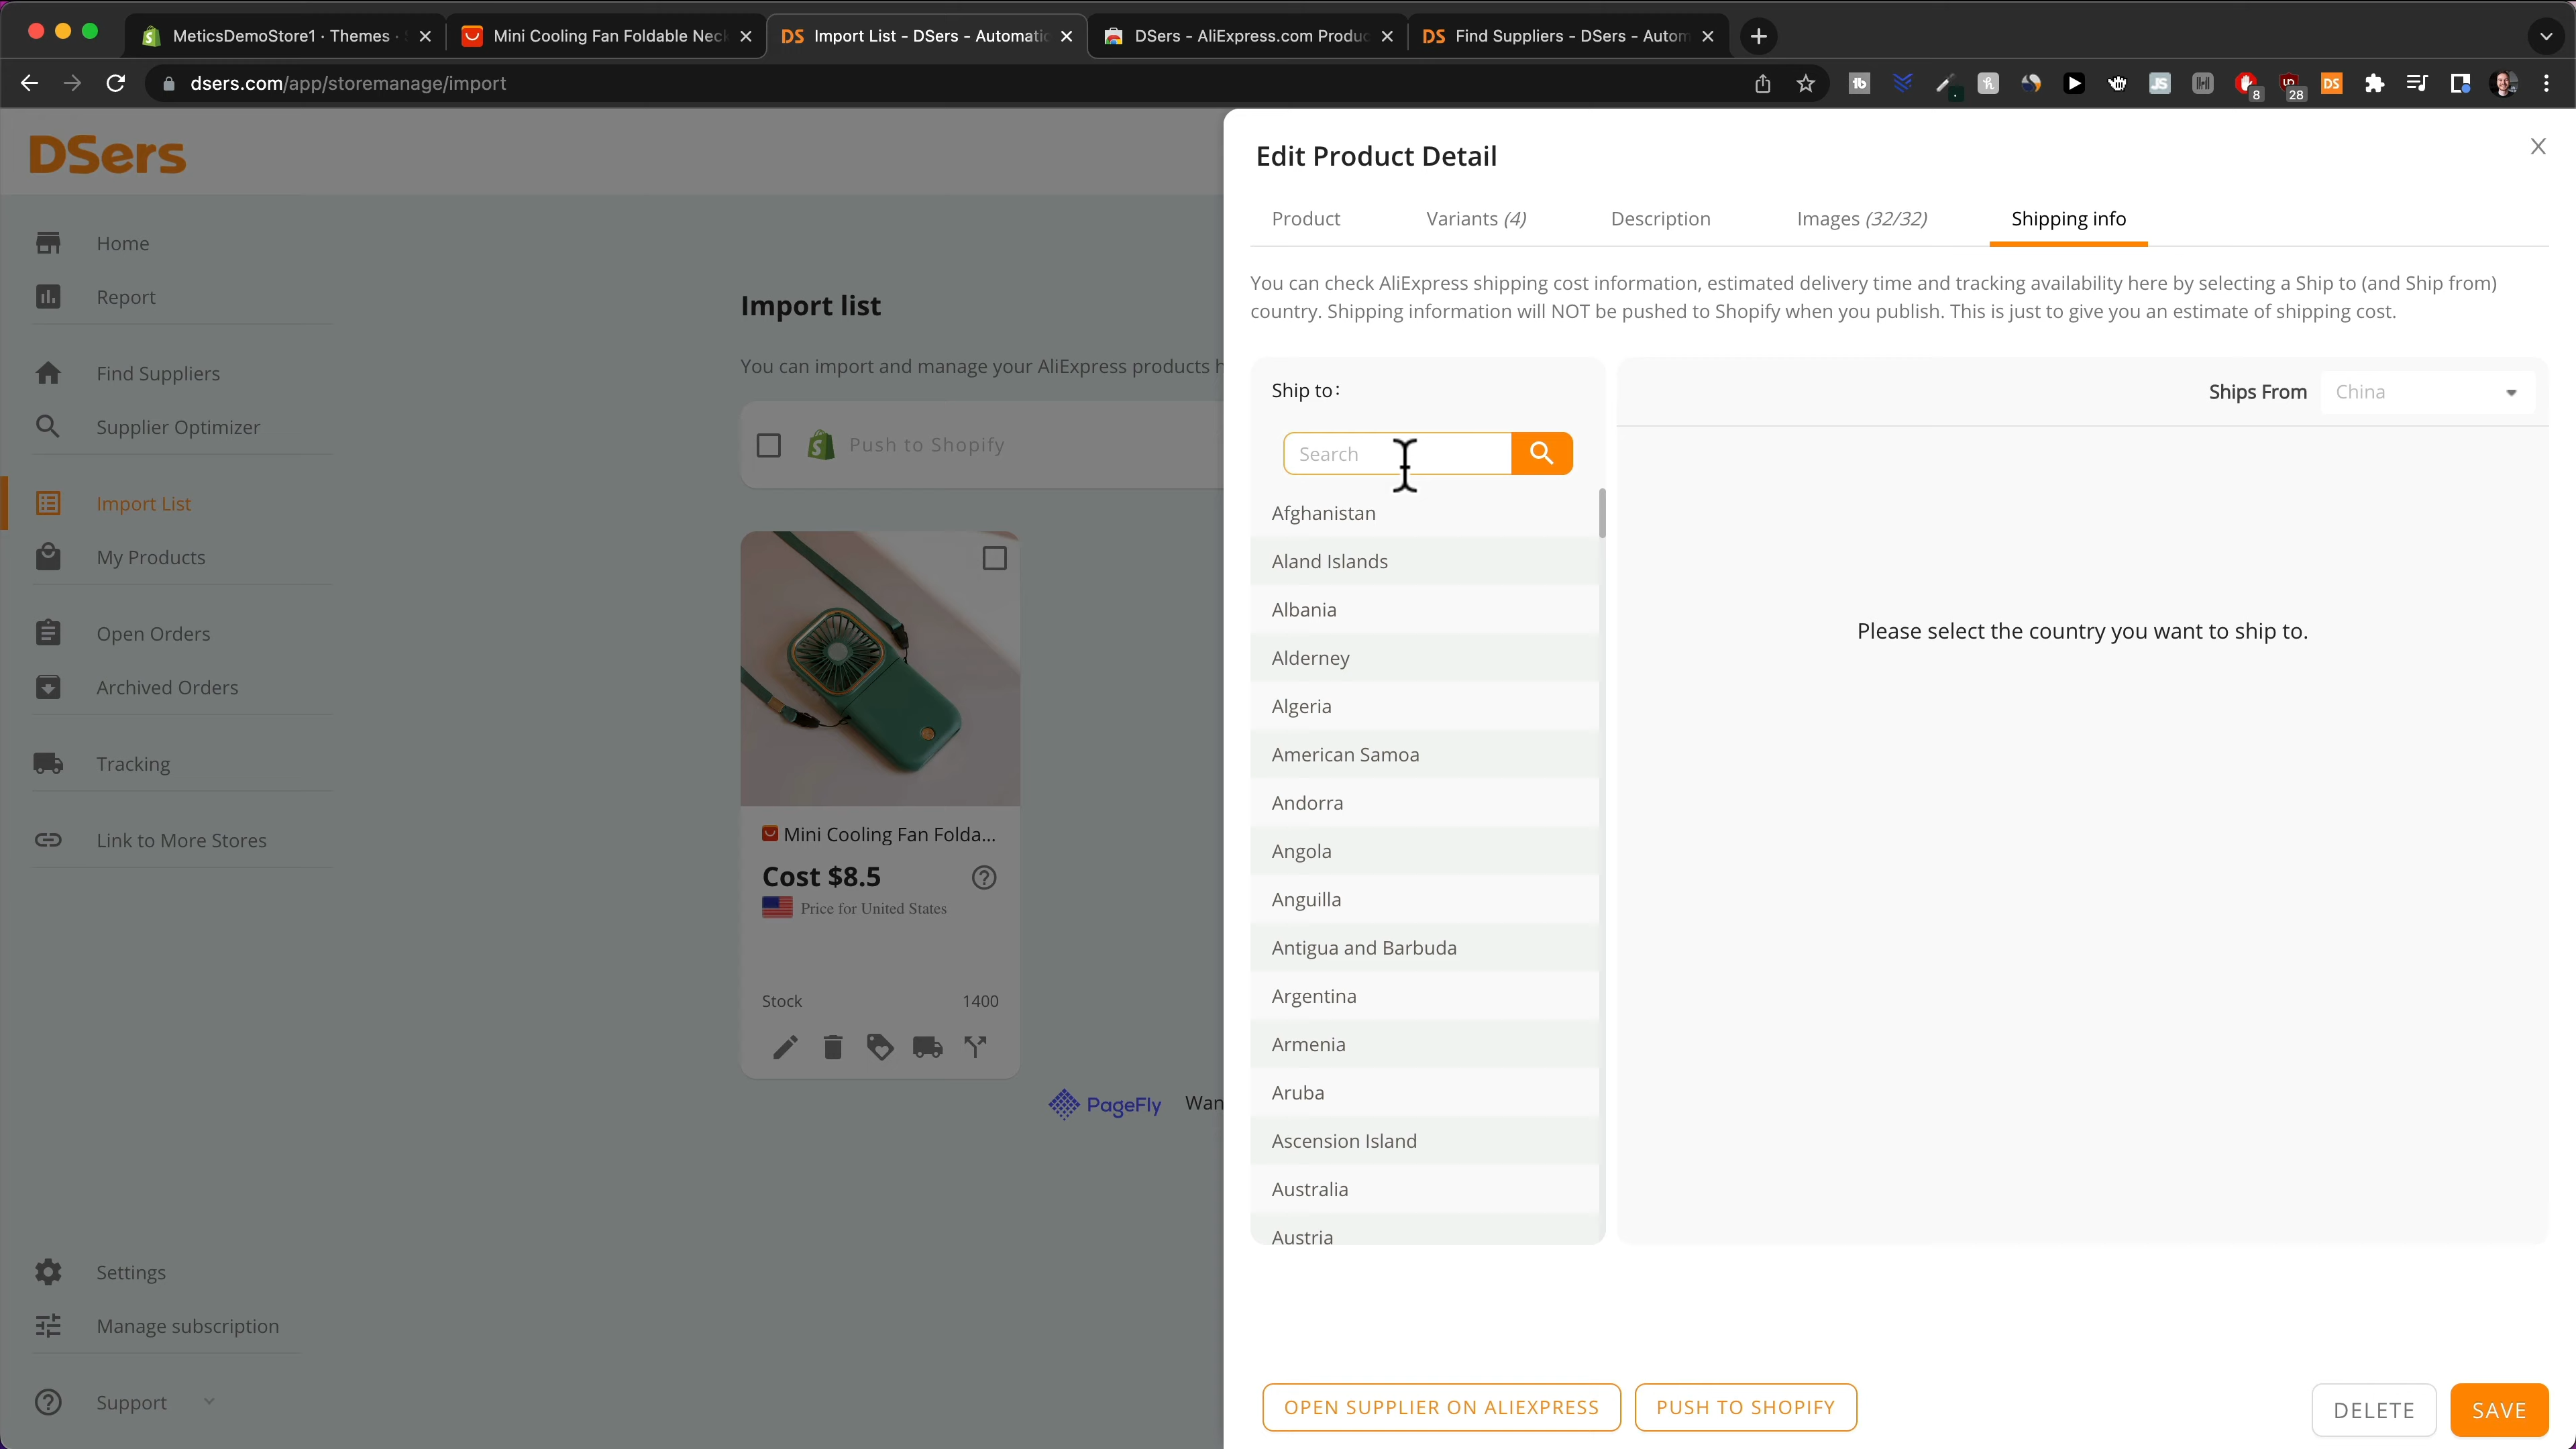 MeticsDemoStore1 · Themes ·
Mini Cooling Fan Foldable Neck
DS Import List - DSers - Automatic
DSers - AliExpress.com Produc
DS Find Suppliers - DSers - Autom
dsers.com/app/storemanage/import
8
28
DS
DSers
Home
Report
Find Suppliers
Supplier Optimizer
Import List
My Products
Open Orders
Archived Orders
Tracking
Link to More Stores
Settings
Manage subscription
Support
Import list
You can import and manage your AliExpress products h
Push to Shopify
Mini Cooling Fan Folda...
Cost $8.5
Price for United States
Stock 1400
PageFly Wan
Edit Product Detail
Product Variants (4) Description Images (32/32) Shipping info
You can check AliExpress shipping cost information, estimated delivery time and tracking availability here by selecting a Ship to (and Ship from)
country. Shipping information will NOT be pushed to Shopify when you publish. This is just to give you an estimate of shipping cost.
Ship to:
Search
Afghanistan
Aland Islands
Albania
Alderney
Algeria
American Samoa
Andorra
Angola
Anguilla
Antigua and Barbuda
Argentina
Armenia
Aruba
Ascension Island
Australia
Austria
Ships From China
Please select the country you want to ship to.
OPEN SUPPLIER ON ALIEXPRESS
PUSH TO SHOPIFY
DELETE
SAVE